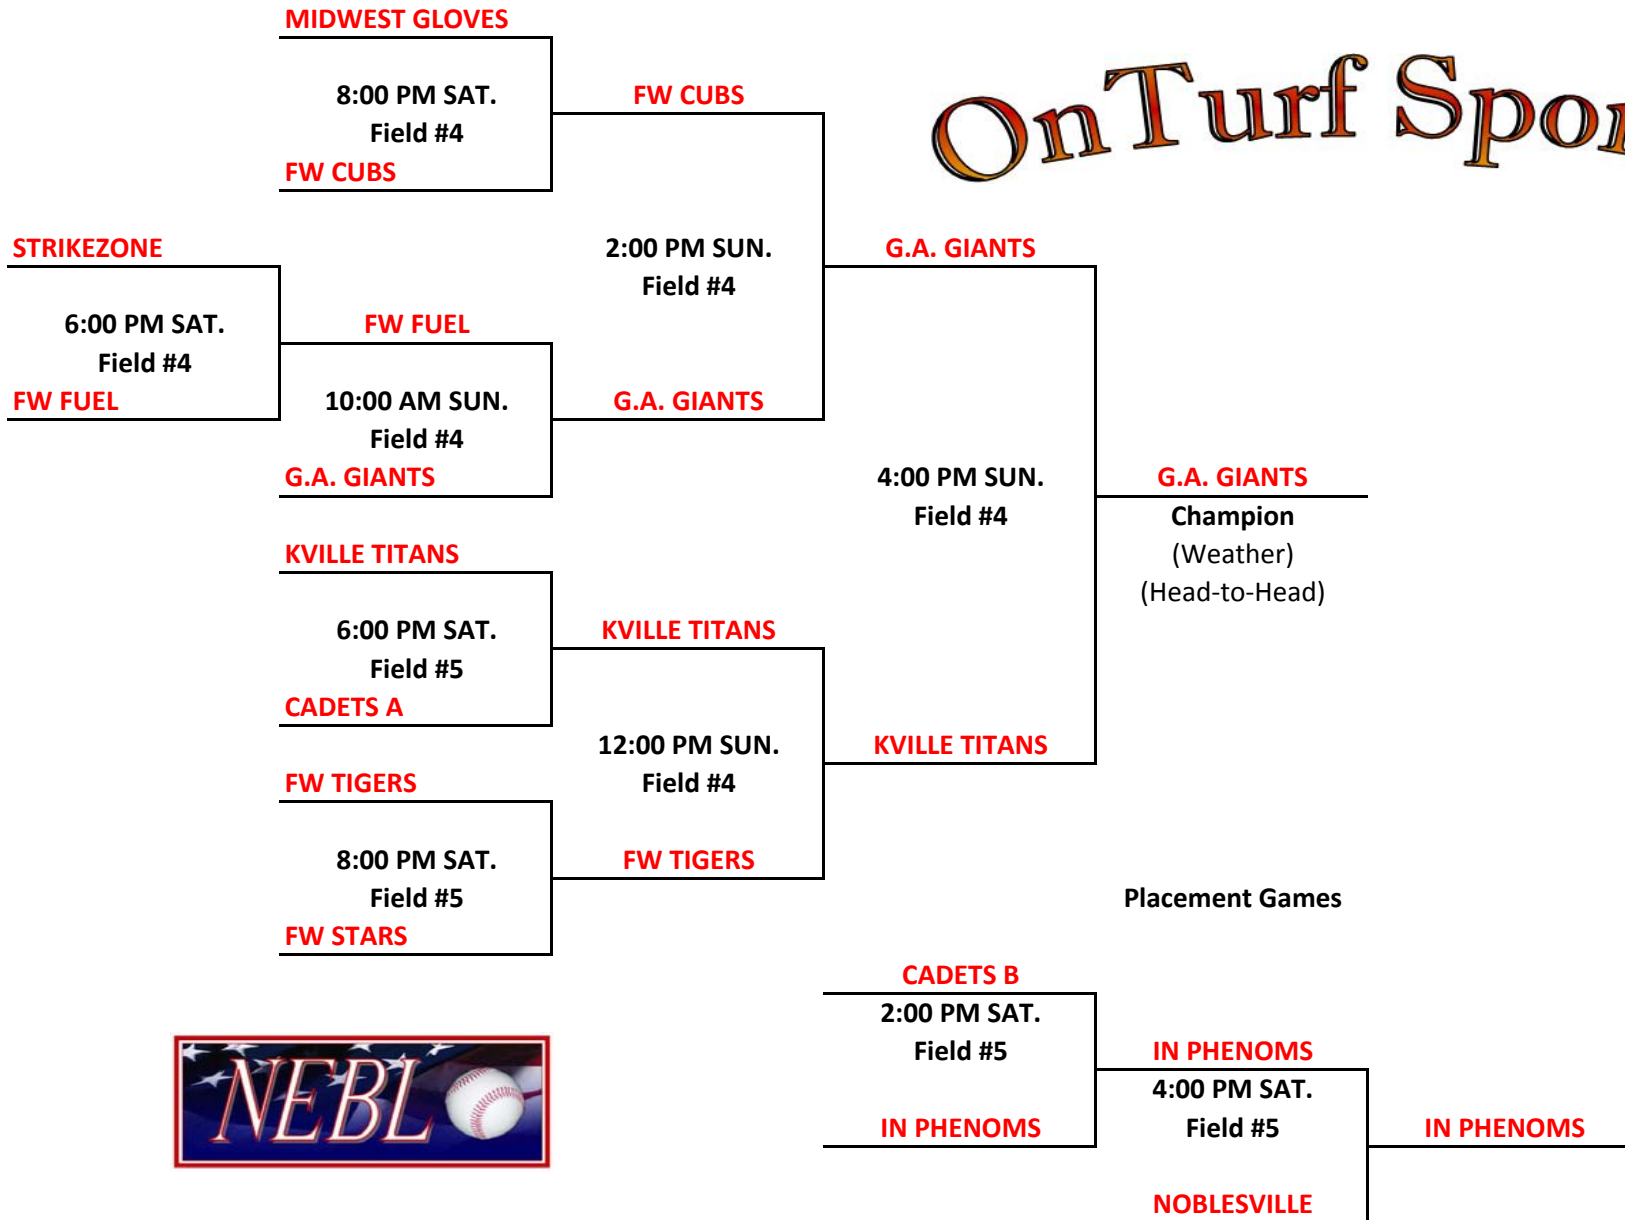 MIDWEST GLOVES
8:00 PM SAT.
Field #4
FW CUBS
FW CUBS
OnTurf Spor
STRIKEZONE
6:00 PM SAT.
Field #4
FW FUEL
FW FUEL
10:00 AM SUN.
Field #4
G.A. GIANTS
2:00 PM SUN.
Field #4
G.A. GIANTS
G.A. GIANTS
4:00 PM SUN.
Field #4
G.A. GIANTS
Champion
(Weather)
(Head-to-Head)
KVILLE TITANS
6:00 PM SAT.
Field #5
CADETS A
KVILLE TITANS
12:00 PM SUN.
Field #4
KVILLE TITANS
FW TIGERS
8:00 PM SAT.
Field #5
FW STARS
FW TIGERS
Placement Games
CADETS B
2:00 PM SAT.
Field #5
IN PHENOMS
IN PHENOMS
4:00 PM SAT.
Field #5
NOBLESVILLE
IN PHENOMS
NEBL